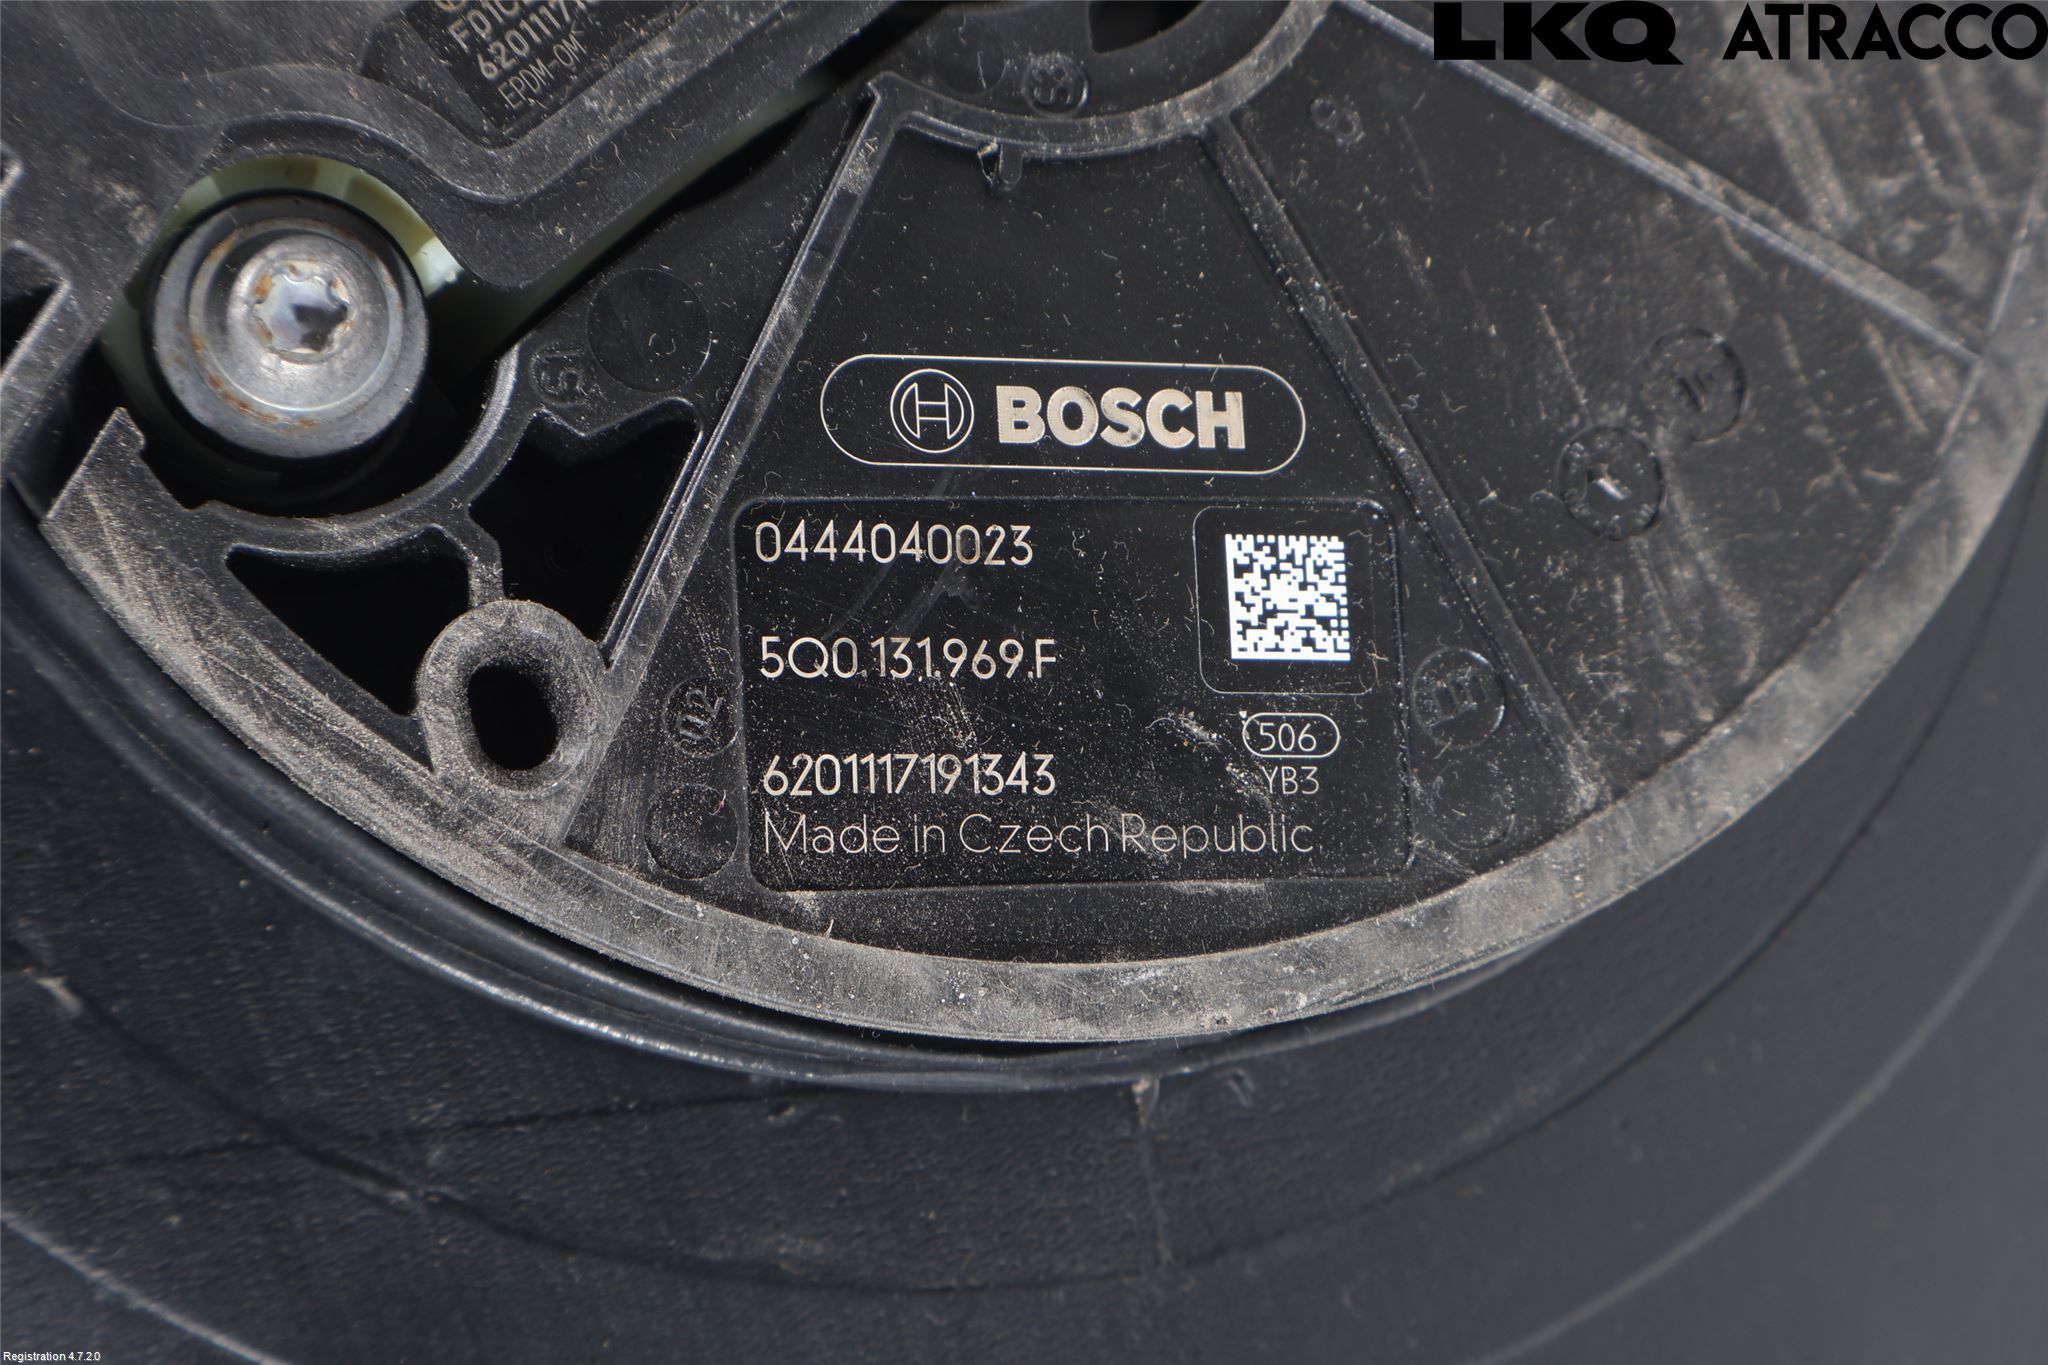 LKQ ATRACCO
EPDM-OM
BOSCH
0444040023
5Q0.131.969.F
6201117191343
506
YB3
Made in Czech Republic
02
Registration 4.7.2.0